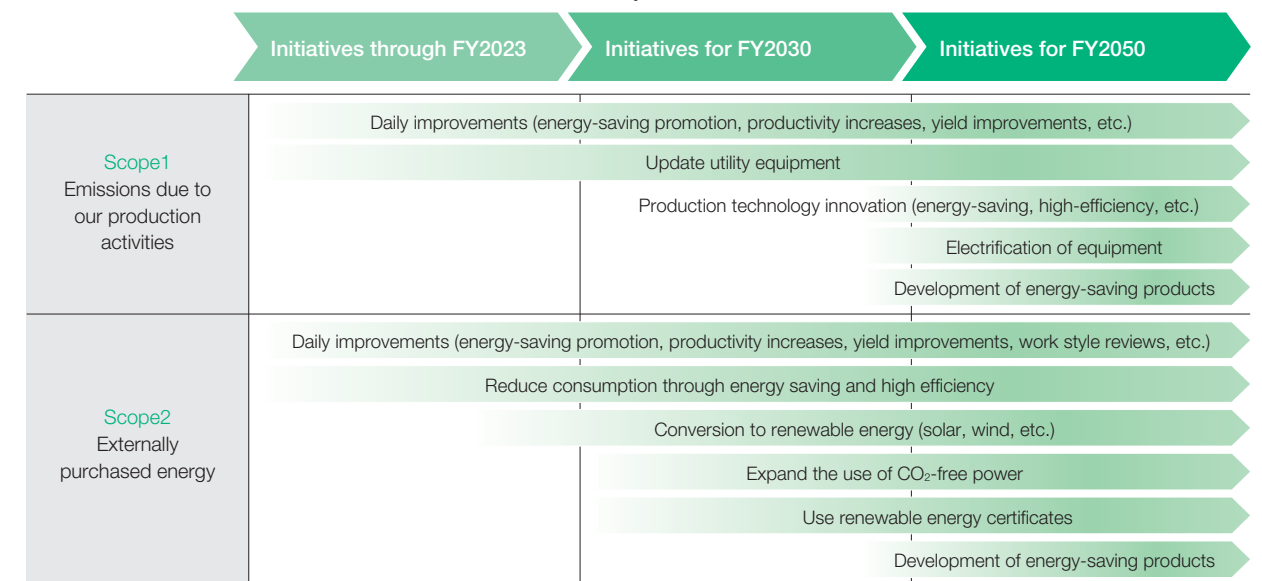 Initiatives through FY2023
Initiatives for FY2030
Initiatives for FY2050
Scope1
Emissions due to
our production
activities
Daily improvements (energy-saving promotion, productivity increases, yield improvements, etc.)
Update utility equipment
Production technology innovation (energy-saving, high-efficiency, etc.)
Electrification of equipment
Development of energy-saving products
Scope2
Externally
purchased energy
Daily improvements (energy-saving promotion, productivity increases, yield improvements, work style reviews, etc.)
Reduce consumption through energy saving and high efficiency
Conversion to renewable energy (solar, wind, etc.)
Expand the use of CO₂-free power
Use renewable energy certificates
Development of energy-saving products